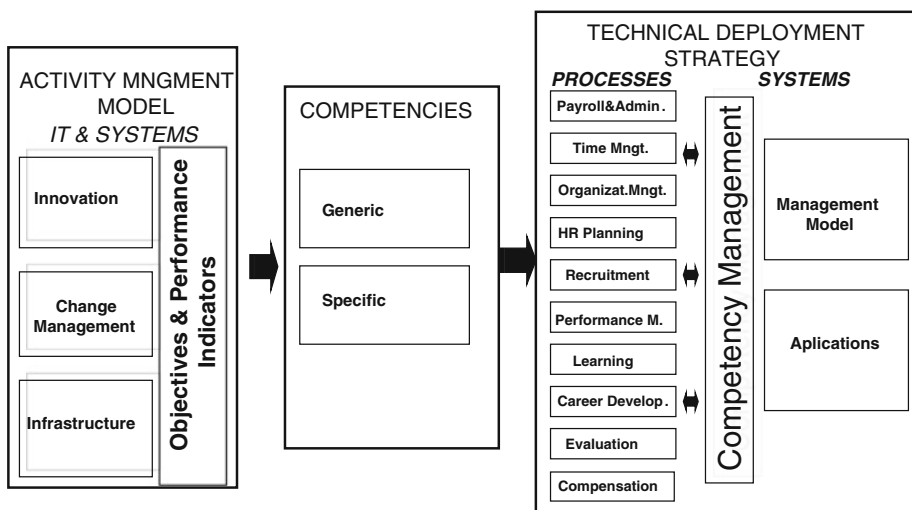 ACTIVITY MNGMENT
MODEL
IT & SYSTEMS
Innovation
Change
Management
Infrastructure
Objectives & Performance
Indicators
COMPETENCIES
Generic
Specific
TECHNICAL DEPLOYMENT
STRATEGY
PROCESSES
Payroll&Admin.
Time Mngt.
Organizat.Mngt.
HR Planning
Recruitment
Performance M.
Learning
Career Develop.
Evaluation
Compensation
Competency Management
SYSTEMS
Management
Model
Aplications